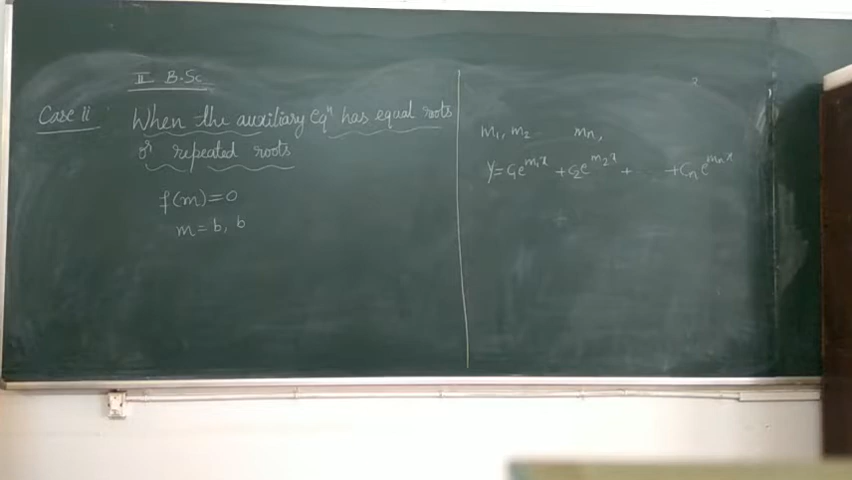 II B.Sc
Case ii When the auxiliary eqⁿ has equal roots
or repeated roots
f(m)=0
m=b, b
m₁, m₂ mₙ,
y=c₁e^{m₁x} + c₂e^{m₂x} + ... + cₙe^{mₙx}